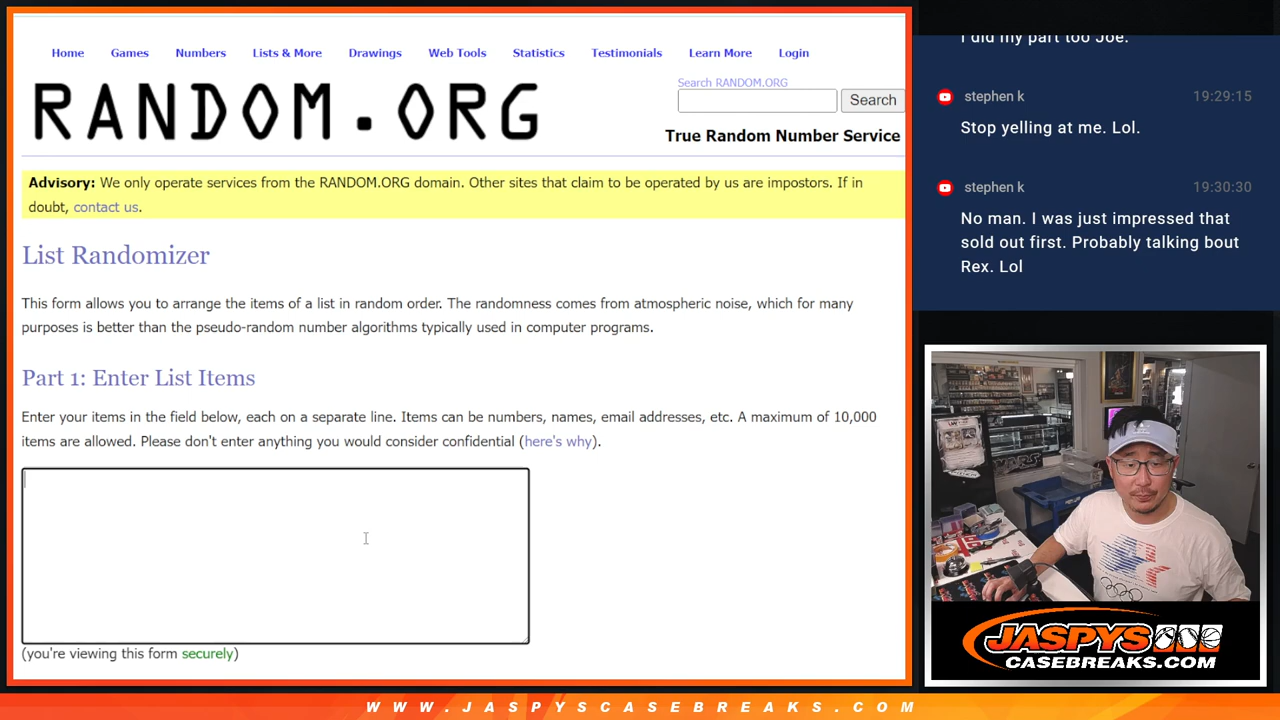 Home Games Numbers Lists & More Drawings Web Tools Statistics Testimonials Learn More Login
RANDOM.ORG
Search RANDOM.ORG
Search
True Random Number Service
Advisory: We only operate services from the RANDOM.ORG domain. Other sites that claim to be operated by us are impostors. If in
doubt, contact us.
List Randomizer
This form allows you to arrange the items of a list in random order. The randomness comes from atmospheric noise, which for many
purposes is better than the pseudo-random number algorithms typically used in computer programs.
Part 1: Enter List Items
Enter your items in the field below, each on a separate line. Items can be numbers, names, email addresses, etc. A maximum of 10,000
items are allowed. Please don't enter anything you would consider confidential (here's why).
(you're viewing this form securely)
I did my part too Joe.
stephen k 19:29:15
Stop yelling at me. Lol.
stephen k 19:30:30
No man. I was just impressed that
sold out first. Probably talking bout
Rex. Lol
JASPYS
CASEBREAKS.COM
WWW.JASPYSCASEBREAKS.COM